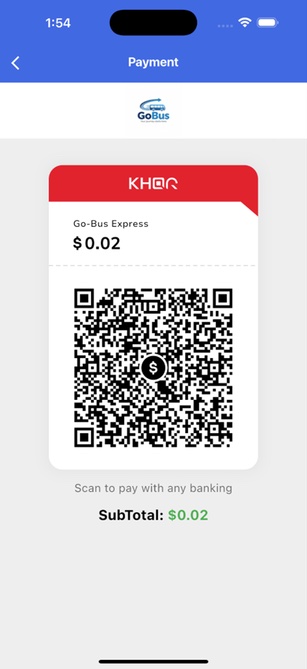 1:54
Payment
GoBus
KHQR
Go-Bus Express
$0.02
$
Scan to pay with any banking
SubTotal: $0.02